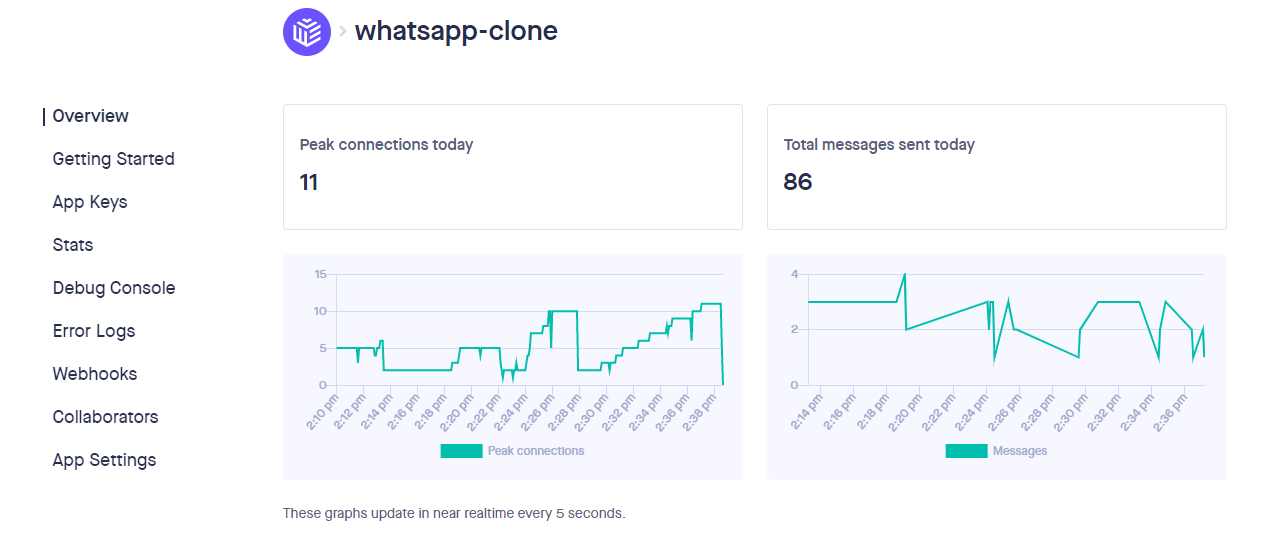 whatsapp-clone
Overview
Getting Started
App Keys
Stats
Debug Console
Error Logs
Webhooks
Collaborators
App Settings
Peak connections today
11
Total messages sent today
86
15
10
5
0
2:10 pm
2:12 pm
2:14 pm
2:16 pm
2:18 pm
2:20 pm
2:22 pm
2:24 pm
2:26 pm
2:28 pm
2:30 pm
2:32 pm
2:34 pm
2:36 pm
2:38 pm
Peak connections
4
2
0
2:14 pm
2:16 pm
2:18 pm
2:20 pm
2:22 pm
2:24 pm
2:26 pm
2:28 pm
2:30 pm
2:32 pm
2:34 pm
2:36 pm
Messages
These graphs update in near realtime every 5 seconds.